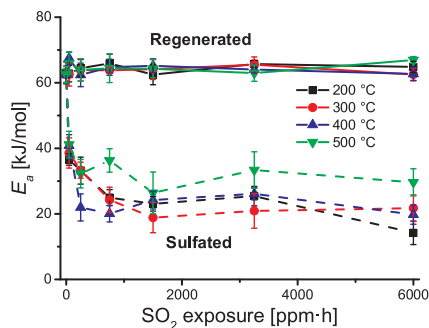 80
60
40
20
0
Eₐ [kJ/mol]
Regenerated
200 °C
300 °C
400 °C
500 °C
Sulfated
0
2000
4000
6000
SO₂ exposure [ppm·h]